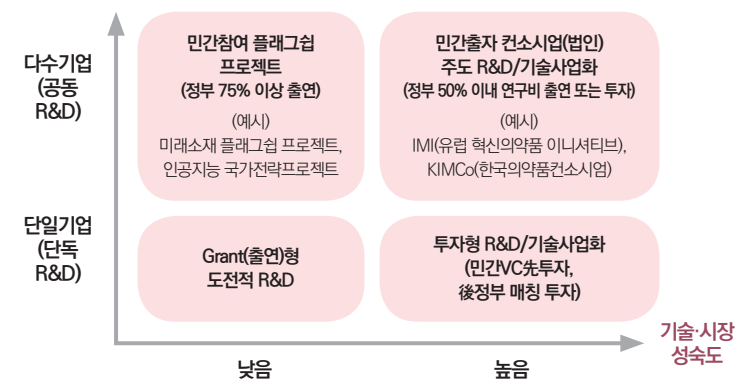 다수기업
(공동
R&D)
민간참여 플래그쉽
프로젝트
(정부 75% 이상 출연)
(예시)
미래소재 플래그쉽 프로젝트,
인공지능 국가전략프로젝트
민간출자 컨소시업(법인)
주도 R&D/기술사업화
(정부 50% 이내 연구비 출연 또는 투자)
(예시)
IMI(유럽 혁신의약품 이니셔티브),
KIMCo(한국의약품컨소시엄)
단일기업
(단독
R&D)
Grant(출연)형
도전적 R&D
투자형 R&D/기술사업화
(민간VC先투자,
後정부 매칭 투자)
낮음
높음
기술·시장
성숙도